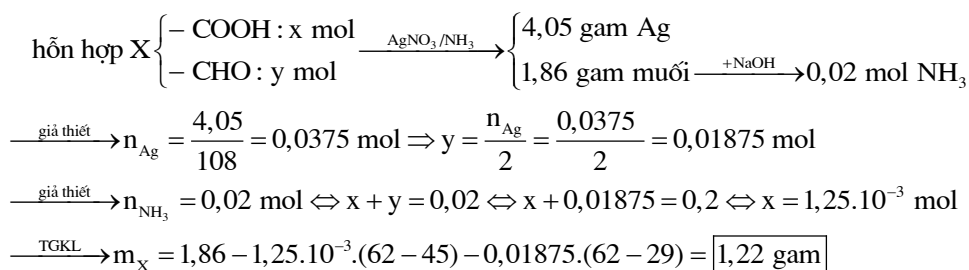 hỗn hợp X { – COOH : x mol –AgNO₃/NH₃→ { 4,05 gam Ag
– CHO : y mol 1,86 gam muối –+NaOH→ 0,02 mol NH₃
–giả thiết→ n_Ag = 4,05/108 = 0,0375 mol ⇒ y = n_Ag/2 = 0,0375/2 = 0,01875 mol
–giả thiết→ n_NH₃ = 0,02 mol ⇔ x + y = 0,02 ⇔ x + 0,01875 = 0,2 ⇔ x = 1,25.10⁻³ mol
–TGKL→ m_X = 1,86 – 1,25.10⁻³.(62 – 45) – 0,01875.(62 – 29) = 1,22 gam